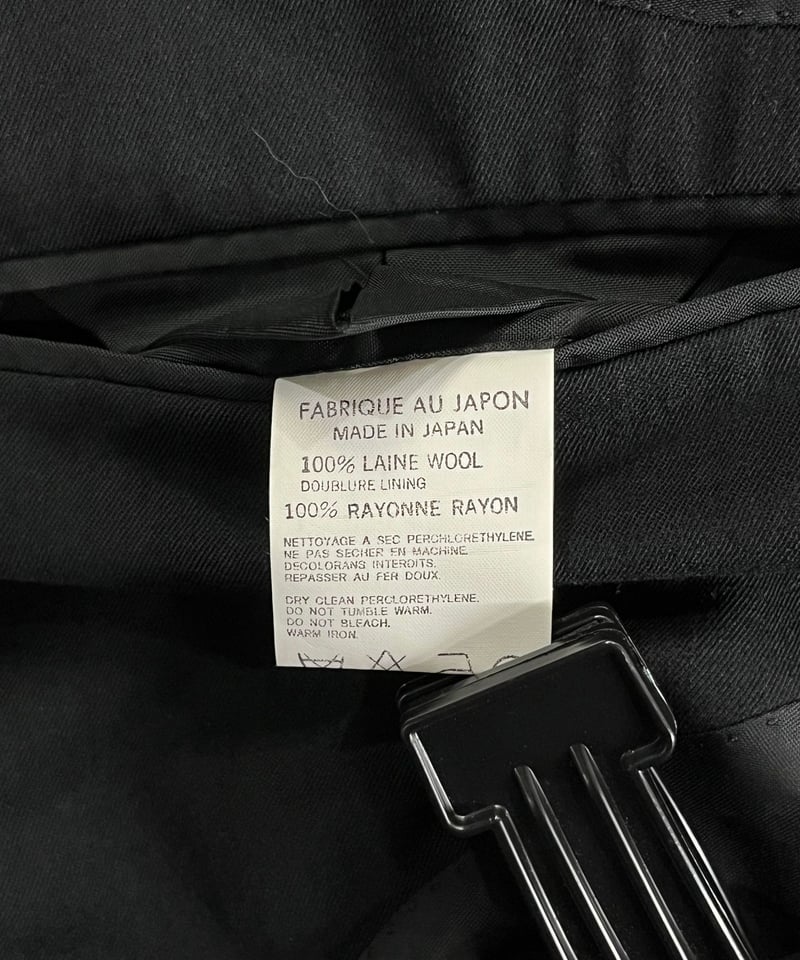 FABRIQUE AU JAPON
MADE IN JAPAN
100% LAINE WOOL
DOUBLURE LINING
100% RAYONNE RAYON
NETTOYAGE A SEC PERCHLORETHYLENE.
NE PAS SECHER EN MACHINE.
DECOLORANS INTERDITS.
REPASSER AU FER DOUX.
DRY CLEAN PERCLORETHYLENE.
DO NOT TUMBLE WARM.
DO NOT BLEACH.
WARM IRON.